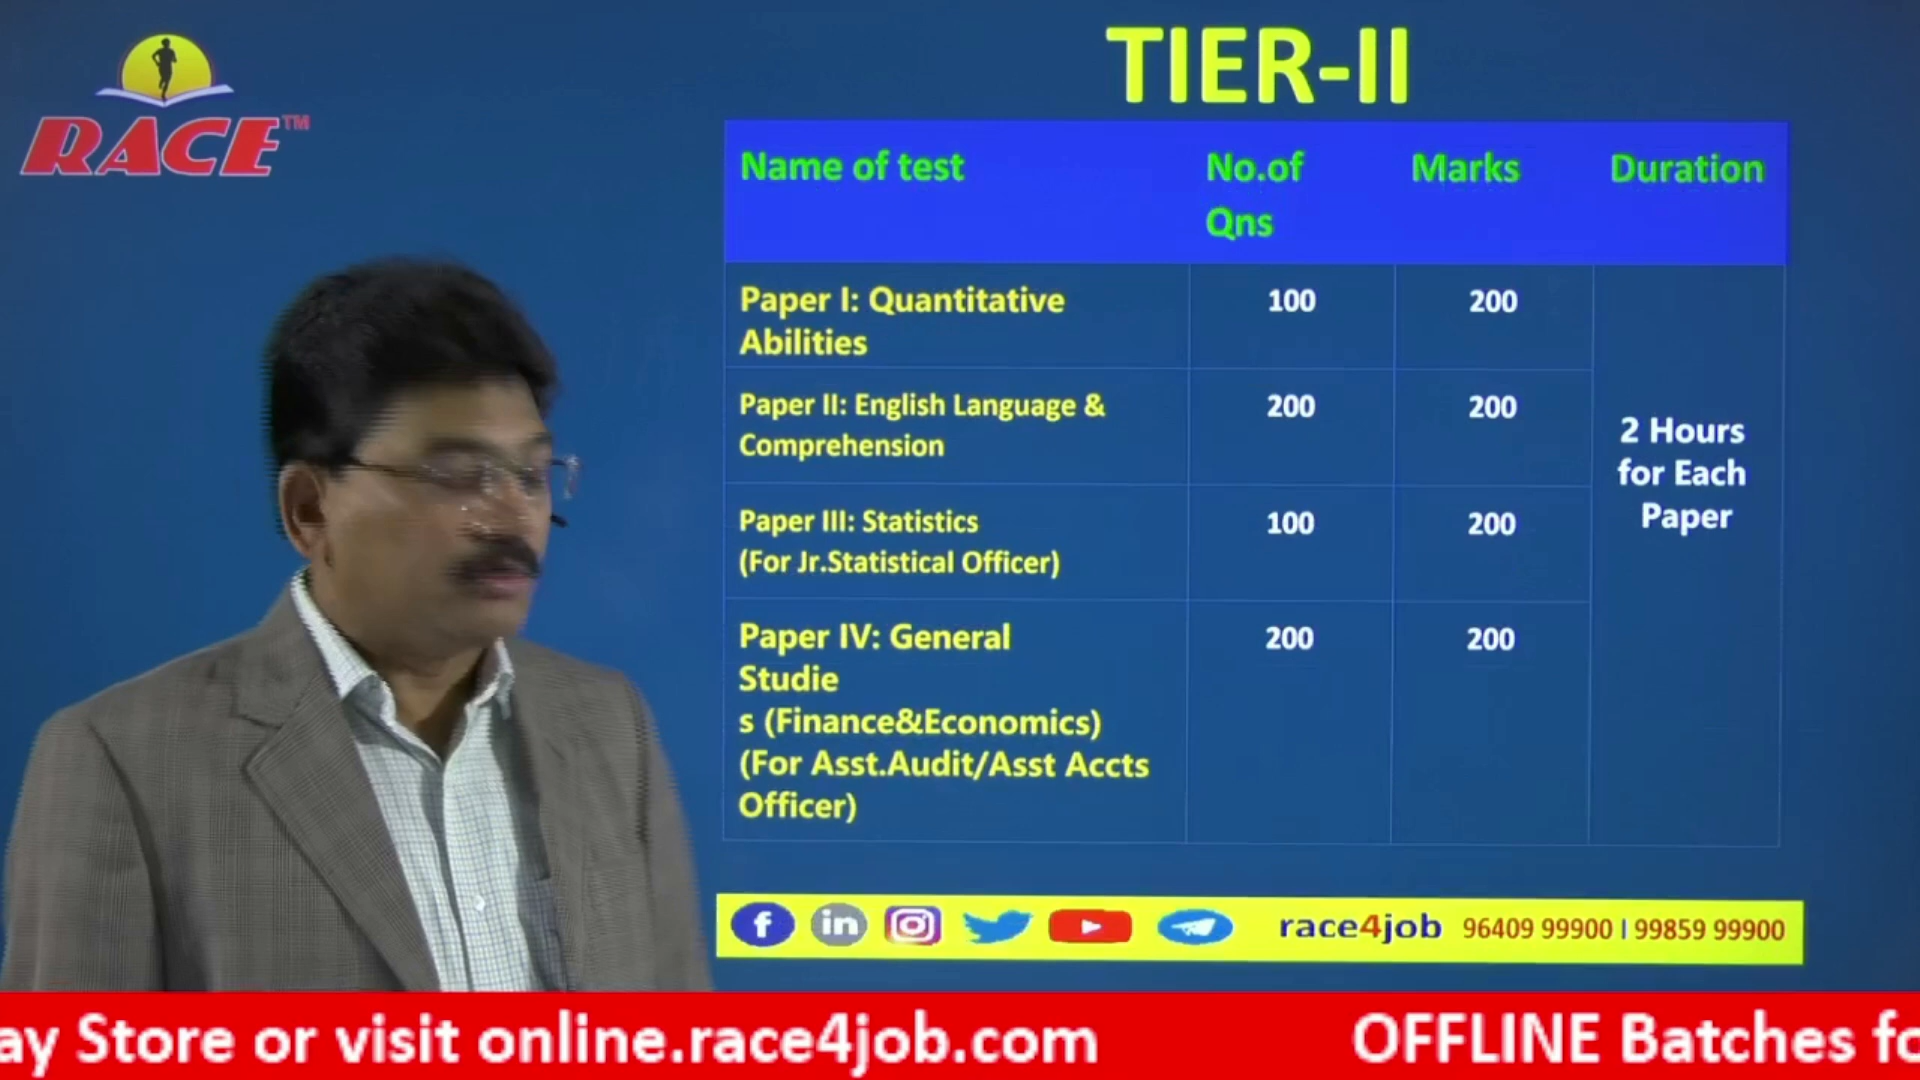 RACE™
TIER-II
Name of test
No.of
Qns
Marks
Duration
Paper I: Quantitative
Abilities
100
200
Paper II: English Language &
Comprehension
200
200
Paper III: Statistics
(For Jr.Statistical Officer)
100
200
Paper IV: General
Studie
s (Finance&Economics)
(For Asst.Audit/Asst Accts
Officer)
200
200
2 Hours
for Each
Paper
race4job 96409 99900 | 99859 99900
ay Store or visit online.race4job.com OFFLINE Batches fo